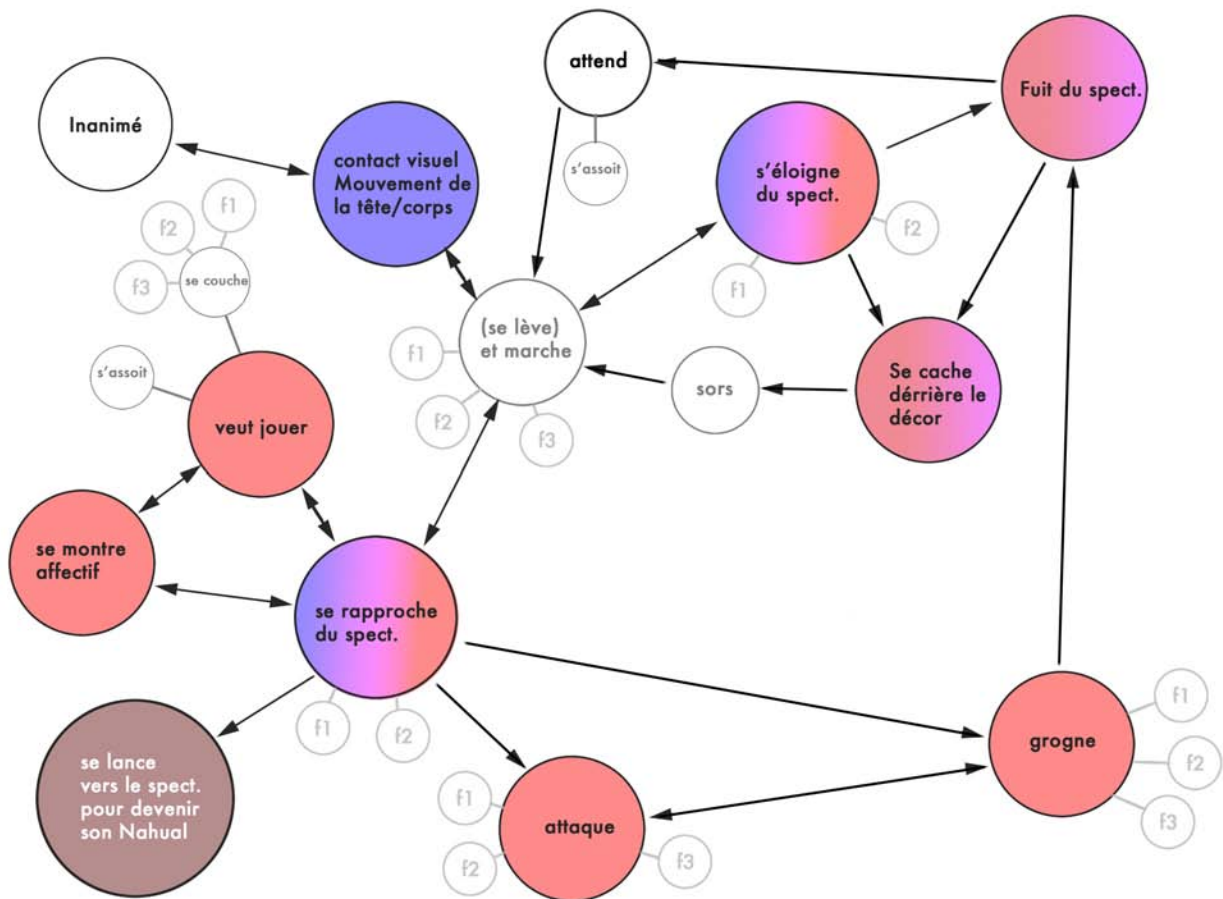 attend
Fuit du spect.
Inanimé
contact visuel
Mouvement de
la tête/corps
s'assoit
s'éloigne
du spect.
f1
f2
f3
se couche
f2
f1
(se lève)
et marche
f1
f2
f3
s'assoit
veut jouer
sors
Se cache
dérrière le
décor
se montre
affectif
se rapproche
du spect.
f1
f2
se lance
vers le spect.
pour devenir
son Nahual
attaque
f1
f2
f3
grogne
f1
f2
f3